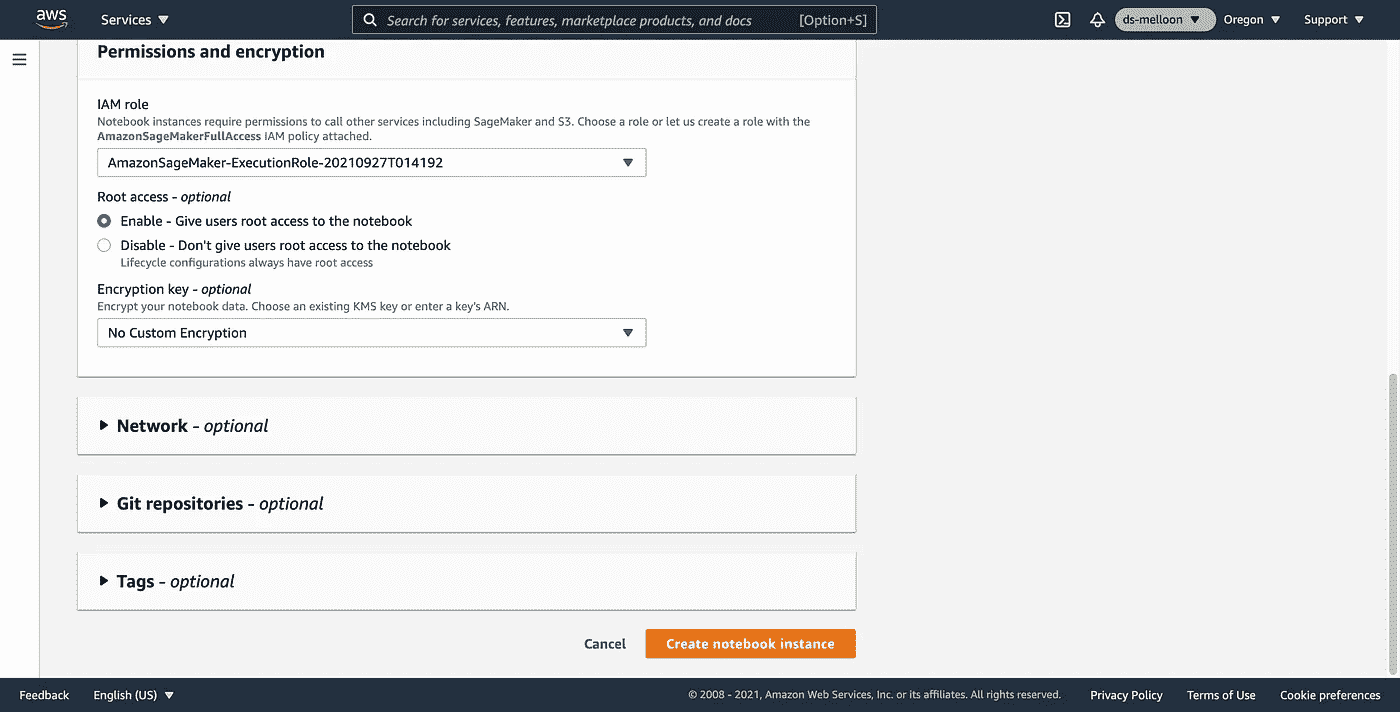 aws Services Search for services, features, marketplace products, and docs [Option+S] ds-melloon Oregon Support
Permissions and encryption
IAM role
Notebook instances require permissions to call other services including SageMaker and S3. Choose a role or let us create a role with the
AmazonSageMakerFullAccess IAM policy attached.
AmazonSageMaker-ExecutionRole-20210927T014192
Root access - optional
Enable - Give users root access to the notebook
Disable - Don't give users root access to the notebook
Lifecycle configurations always have root access
Encryption key - optional
Encrypt your notebook data. Choose an existing KMS key or enter a key's ARN.
No Custom Encryption
Network - optional
Git repositories - optional
Tags - optional
Cancel Create notebook instance
Feedback English (US) © 2008 - 2021, Amazon Web Services, Inc. or its affiliates. All rights reserved. Privacy Policy Terms of Use Cookie preferences